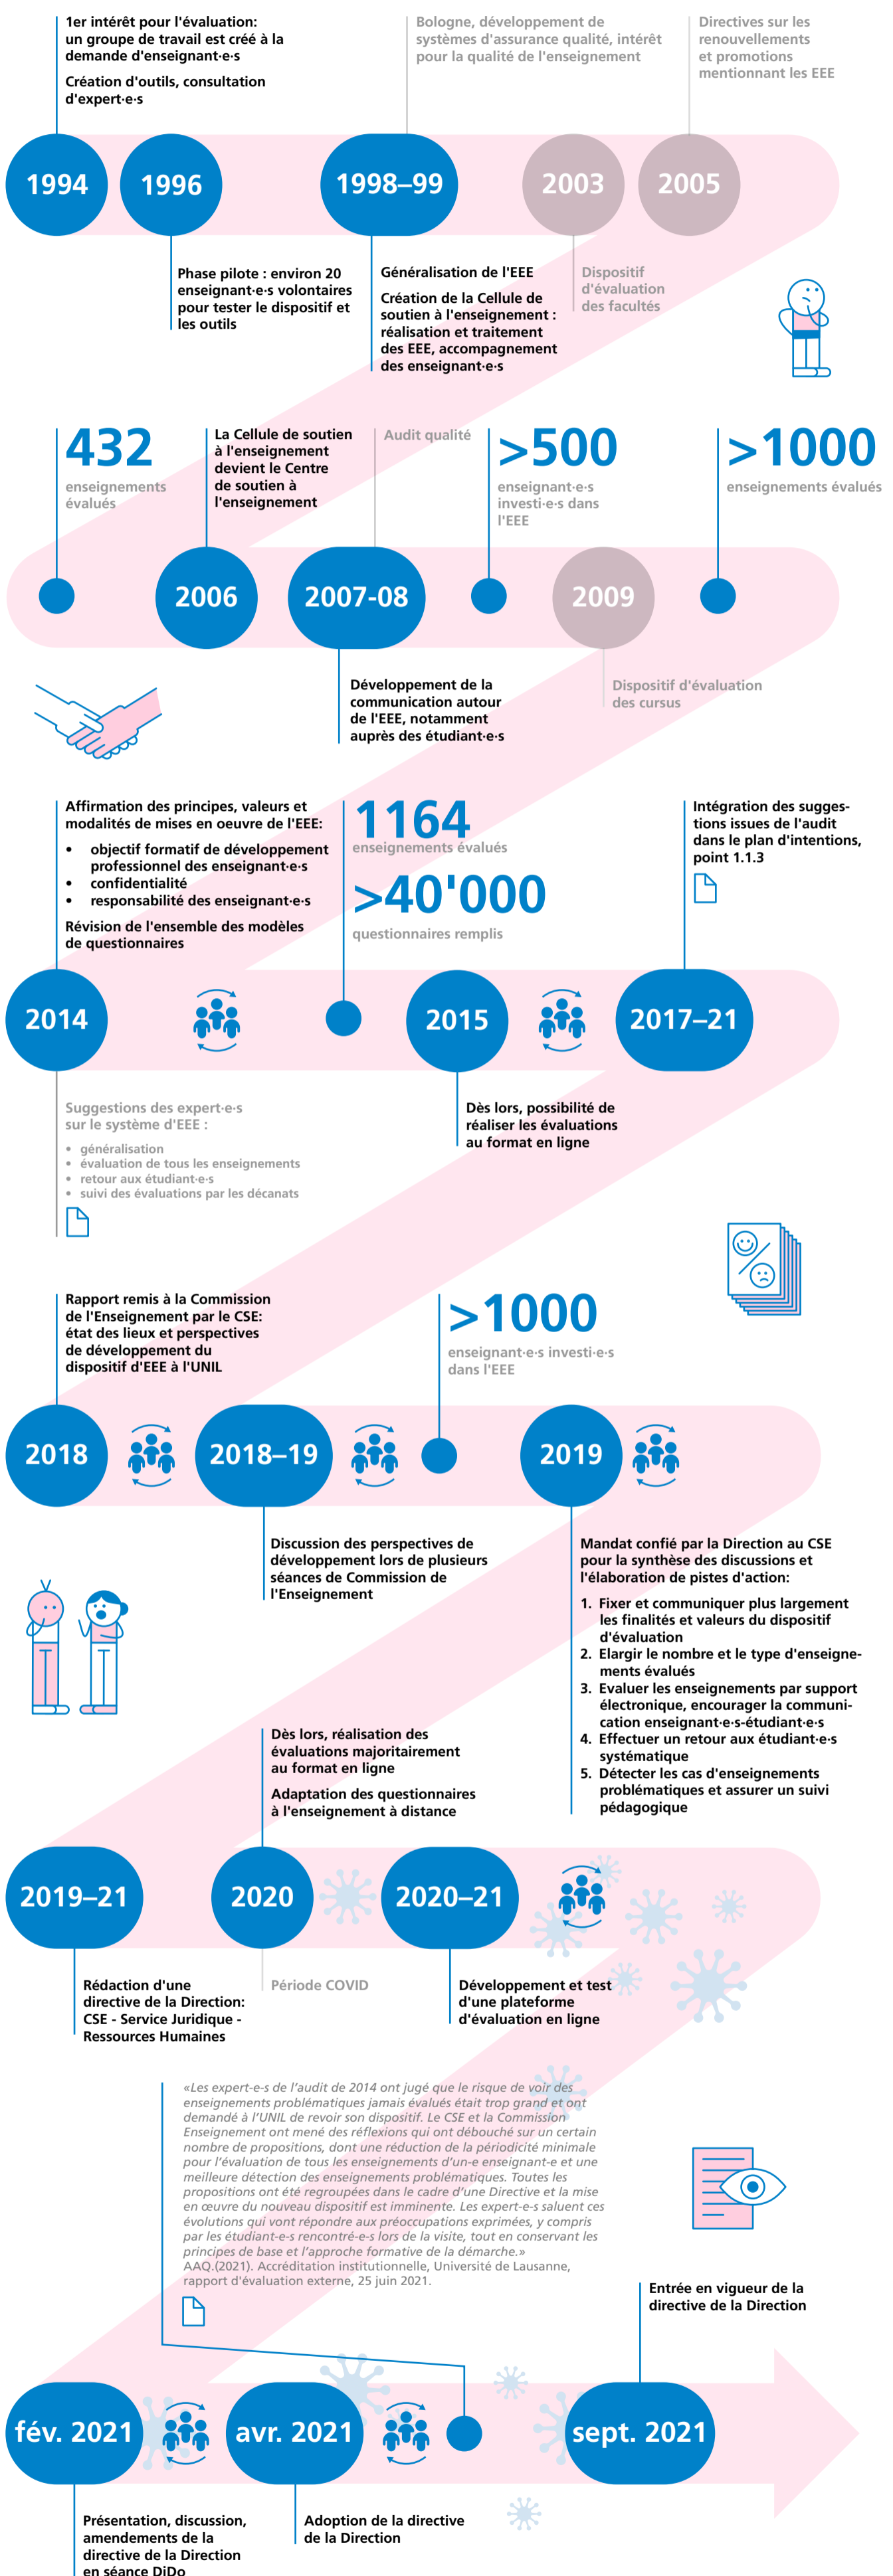 1er intérêt pour l'évaluation:
un groupe de travail est créé à la
demande d'enseignant·e·s
Création d'outils, consultation
d'expert·e·s
Bologne, développement de
systèmes d'assurance qualité, intérêt
pour la qualité de l'enseignement
Directives sur les
renouvellements
et promotions
mentionnant les EEE
1994
1996
1998–99
2003
2005
Phase pilote : environ 20
enseignant·e·s volontaires
pour tester le dispositif et
les outils
Généralisation de l'EEE
Création de la Cellule de
soutien à l'enseignement :
réalisation et traitement
des EEE, accompagnement
des enseignant·e·s
Dispositif
d'évaluation
des facultés
432
enseignements
évalués
La Cellule de soutien
à l'enseignement
devient le Centre
de soutien à
l'enseignement
Audit qualité
>500
enseignant·e·s
investi·e·s dans
l'EEE
>1000
enseignements évalués
2006
2007-08
2009
Développement de la
communication autour
de l'EEE, notamment
auprès des étudiant·e·s
Dispositif d'évaluation
des cursus
Affirmation des principes, valeurs et
modalités de mises en oeuvre de l'EEE:
• objectif formatif de développement
professionnel des enseignant·e·s
• confidentialité
• responsabilité des enseignant·e·s
Révision de l'ensemble des modèles
de questionnaires
1164
enseignements évalués
>40'000
questionnaires remplis
Intégration des sugges-
tions issues de l'audit
dans le plan d'intentions,
point 1.1.3
2014
2015
2017–21
Suggestions des expert·e·s
sur le système d'EEE :
• généralisation
• évaluation de tous les enseignements
• retour aux étudiant·e·s
• suivi des évaluations par les décanats
Dès lors, possibilité de
réaliser les évaluations
au format en ligne
Rapport remis à la Commission
de l'Enseignement par le CSE:
état des lieux et perspectives
de développement du
dispositif d'EEE à l'UNIL
>1000
enseignant·e·s investi·e·s
dans l'EEE
2018
2018–19
2019
Discussion des perspectives de
développement lors de plusieurs
séances de Commission de
l'Enseignement
Mandat confié par la Direction au CSE
pour la synthèse des discussions et
l'élaboration de pistes d'action:
1. Fixer et communiquer plus largement
les finalités et valeurs du dispositif
d'évaluation
2. Elargir le nombre et le type d'enseigne-
ments évalués
3. Evaluer les enseignements par support
électronique, encourager la communi-
cation enseignant·e·s-étudiant·e·s
4. Effectuer un retour aux étudiant·e·s
systématique
5. Détecter les cas d'enseignements
problématiques et assurer un suivi
pédagogique
Dès lors, réalisation des
évaluations majoritairement
au format en ligne
Adaptation des questionnaires
à l'enseignement à distance
2019–21
2020
2020–21
Rédaction d'une
directive de la Direction:
CSE - Service Juridique -
Ressources Humaines
Période COVID
Développement et test
d'une plateforme
d'évaluation en ligne
«Les expert-e-s de l'audit de 2014 ont jugé que le risque de voir des
enseignements problématiques jamais évalués était trop grand et ont
demandé à l'UNIL de revoir son dispositif. Le CSE et la Commission
Enseignement ont mené des réflexions qui ont débouché sur un certain
nombre de propositions, dont une réduction de la périodicité minimale
pour l'évaluation de tous les enseignements d'un-e enseignant-e et une
meilleure détection des enseignements problématiques. Toutes les
propositions ont été regroupées dans le cadre d'une Directive et la mise
en œuvre du nouveau dispositif est imminente. Les expert-e-s saluent ces
évolutions qui vont répondre aux préoccupations exprimées, y compris
par les étudiant-e-s rencontré-e-s lors de la visite, tout en conservant les
principes de base et l'approche formative de la démarche.»
AAQ.(2021). Accréditation institutionnelle, Université de Lausanne,
rapport d'évaluation externe, 25 juin 2021.
Entrée en vigueur de la
directive de la Direction
fév. 2021
avr. 2021
sept. 2021
Présentation, discussion,
amendements de la
directive de la Direction
en séance DiDo
Adoption de la directive
de la Direction